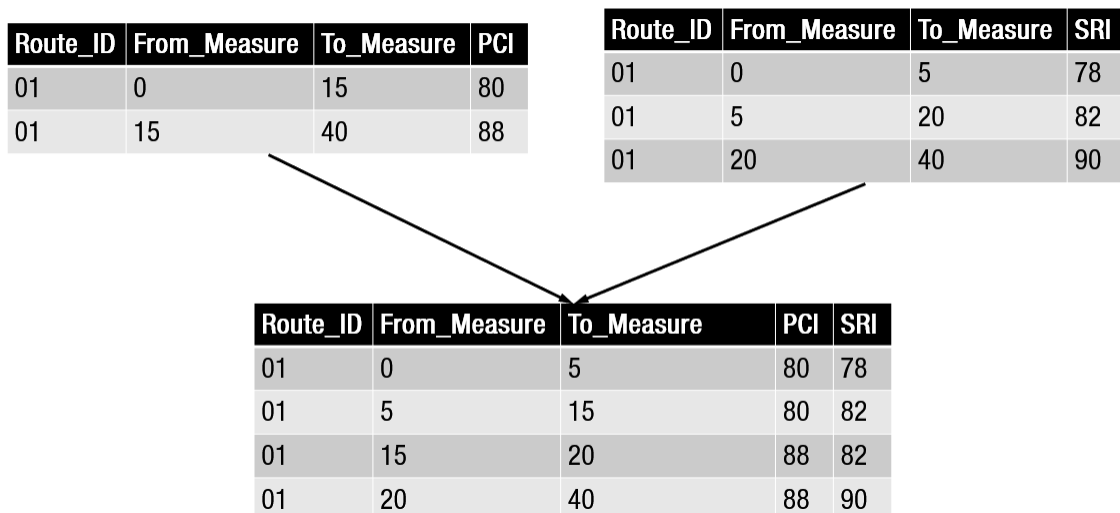 Route_ID From_Measure To_Measure PCI
01 0 15 80
01 15 40 88
Route_ID From_Measure To_Measure SRI
01 0 5 78
01 5 20 82
01 20 40 90
Route_ID From_Measure To_Measure PCI SRI
01 0 5 80 78
01 5 15 80 82
01 15 20 88 82
01 20 40 88 90